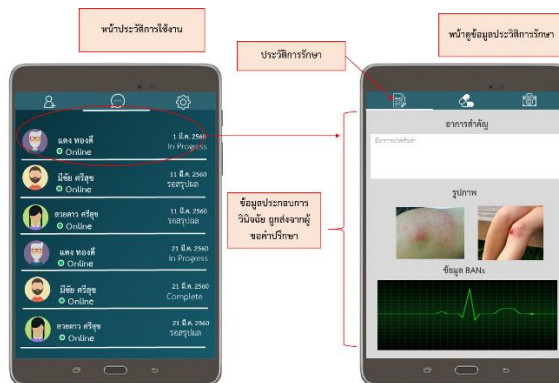 หน้าประวัติการใช้งาน
ประวัติการรักษา
หน้าดูข้อมูลประวัติการรักษา
แดง ทองดี
Online
1 มี.ค. 2560
In Progress
มีชัย ศรีสุข
Online
11 มี.ค. 2560
รอสรุปผล
สวยดาว ศรีสุข
Online
11 มี.ค. 2560
รอสรุปผล
แดง ทองดี
Online
21 มี.ค. 2560
In Progress
มีชัย ศรีสุข
Online
21 มี.ค. 2560
Complete
สวยดาว ศรีสุข
Online
21 มี.ค. 2560
รอสรุปผล
ข้อมูลประกอบการ
วินิจฉัย ถูกส่งจากผู้
ขอคำปรึกษา
อาการสำคัญ
รูปภาพ
ข้อมูล BANs